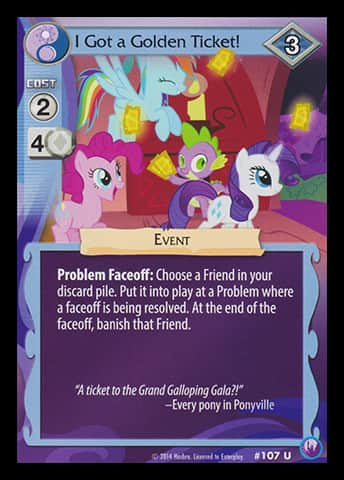 I Got a Golden Ticket!
3
COST
2
4
EVENT
Problem Faceoff: Choose a Friend in your
discard pile. Put it into play at a Problem where
a faceoff is being resolved. At the end of the
faceoff, banish that Friend.
“A ticket to the Grand Galloping Gala?!”
–Every pony in Ponyville
© 2014 Hasbro. Licensed to Enterplay.
#107 U